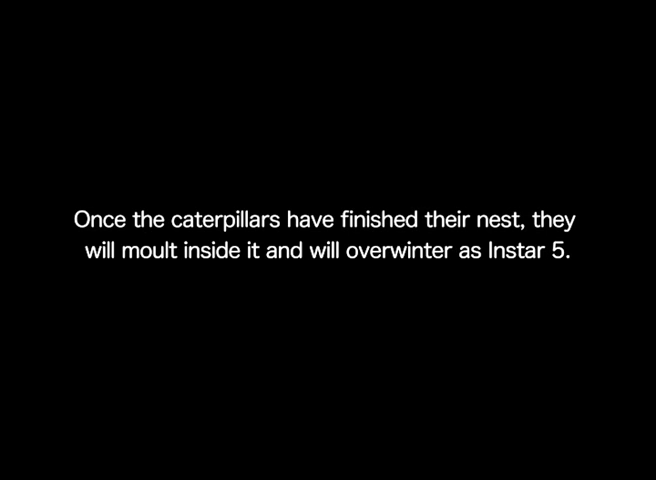 Once the caterpillars have finished their nest, they
will moult inside it and will overwinter as Instar 5.